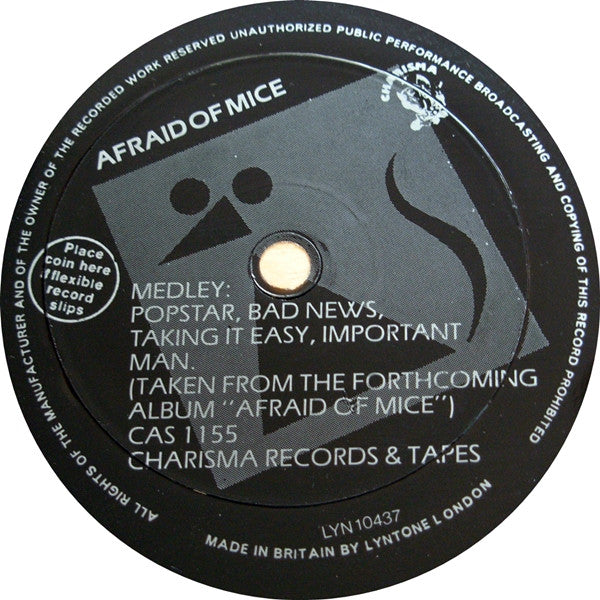 ALL RIGHTS OF THE MANUFACTURER AND OF THE OWNER OF THE RECORDED WORK RESERVED UNAUTHORIZED PUBLIC PERFORMANCE BROADCASTING AND COPYING OF THIS RECORD PROHIBITED
CHARISMA
AFRAID OF MICE
Place
coin here
if flexible
record
slips
MEDLEY:
POPSTAR, BAD NEWS,
TAKING IT EASY, IMPORTANT
MAN.
(TAKEN FROM THE FORTHCOMING
ALBUM "AFRAID OF MICE")
CAS 1155
CHARISMA RECORDS & TAPES
LYN 10437
MADE IN BRITAIN BY LYNTONE LONDON